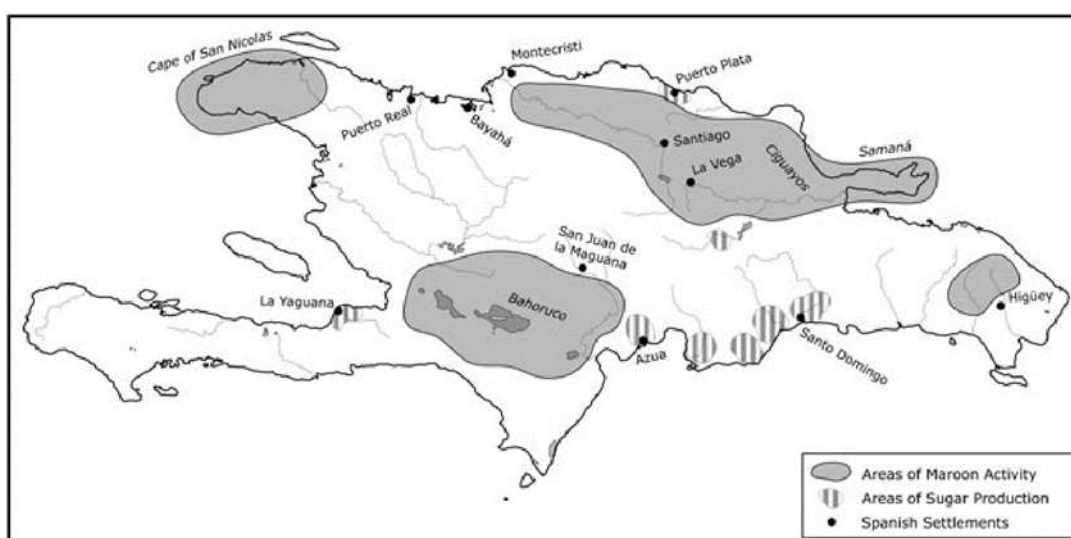 Cape of San Nicolas
Montecristi
Puerto Plata
Puerto Real
Bayahá
Santiago
La Vega
Ciguayos
Samaná
San Juan de
la Maguana
La Yaguana
Bahoruco
Higüey
Azua
Santo Domingo
Areas of Maroon Activity
Areas of Sugar Production
Spanish Settlements